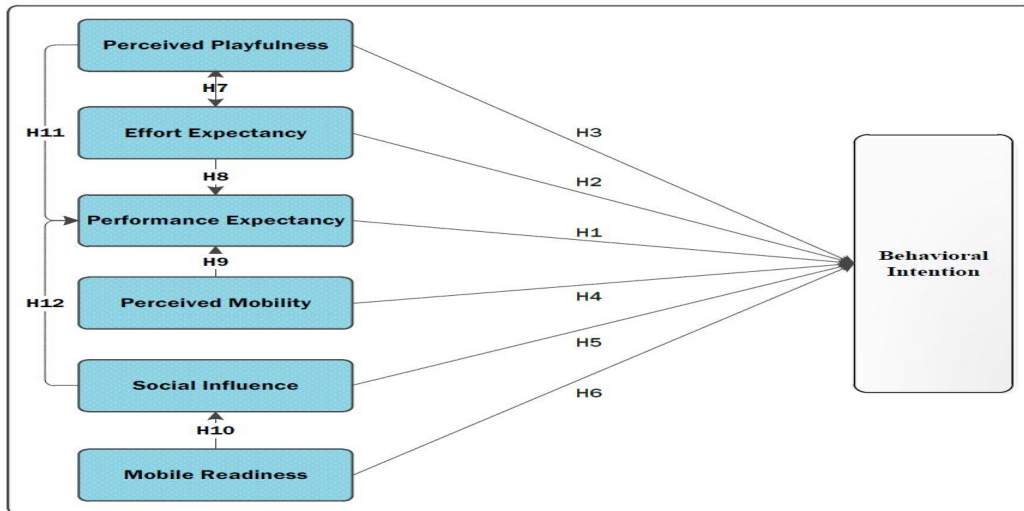 Perceived Playfulness
H7
H11
Effort Expectancy
H3
H8
H2
Performance Expectancy
H1
H9
Behavioral
Intention
H12
Perceived Mobility
H4
H5
Social Influence
H6
H10
Mobile Readiness